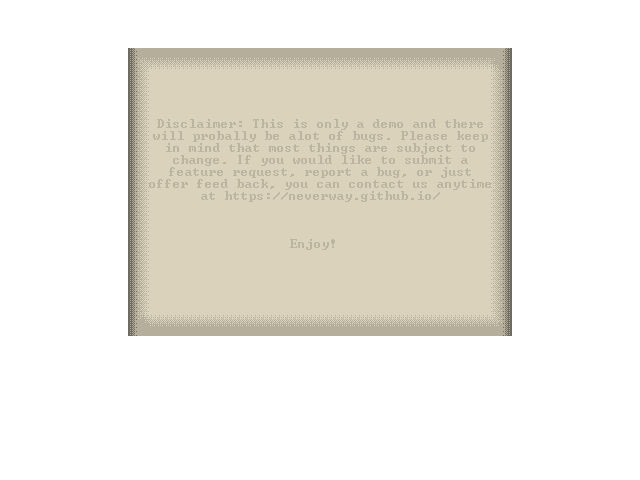 Disclaimer: This is only a demo and there
will probally be alot of bugs. Please keep
in mind that most things are subject to
change. If you would like to submit a
feature request, report a bug, or just
offer feed back, you can contact us anytime
at https://neverway.github.io/
Enjoy!